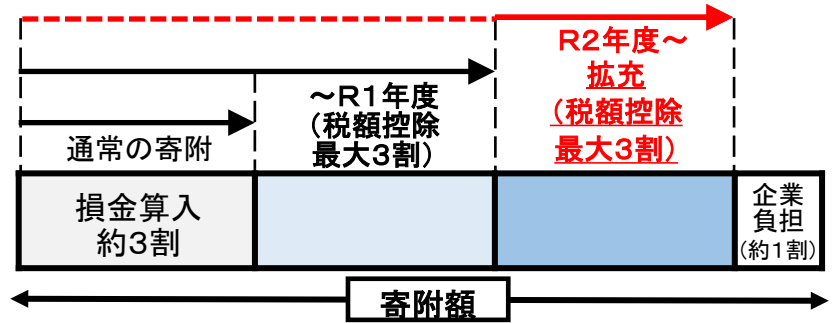 R2年度~
拡充
(税額控除
最大3割)
~R1年度
(税額控除
最大3割)
通常の寄附
損金算入
約3割
企業
負担
(約1割)
寄附額